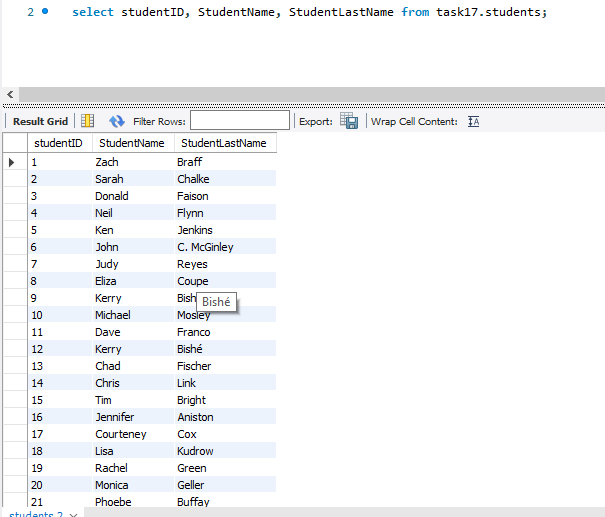 2 select studentID, StudentName, StudentLastName from task17.students;
Result Grid Filter Rows: Export: Wrap Cell Content:
studentID StudentName StudentLastName
1 Zach Braff
2 Sarah Chalke
3 Donald Faison
4 Neil Flynn
5 Ken Jenkins
6 John C. McGinley
7 Judy Reyes
8 Eliza Coupe
9 Kerry Bishé
10 Michael Mosley
11 Dave Franco
12 Kerry Bishé
13 Chad Fischer
14 Chris Link
15 Tim Bright
16 Jennifer Aniston
17 Courteney Cox
18 Lisa Kudrow
19 Rachel Green
20 Monica Geller
21 Phoebe Buffay
students 2